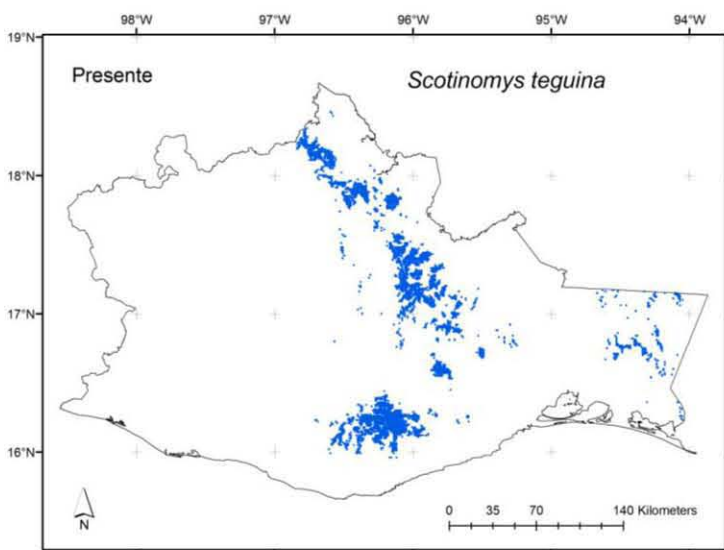 98°W 97°W 96°W 95°W 94°W
19°N
Presente
Scotinomys teguina
18°N
17°N
16°N
0 35 70 140 Kilometers
N